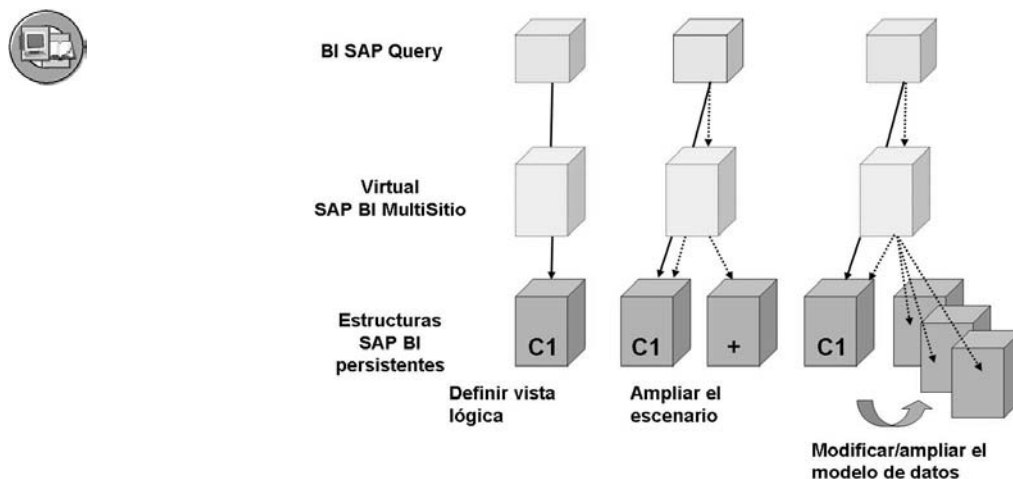 BI SAP Query
Virtual
SAP BI MultiSitio
Estructuras
SAP BI
persistentes
C1
C1
+
C1
Definir vista
lógica
Ampliar el
escenario
Modificar/ampliar el
modelo de datos